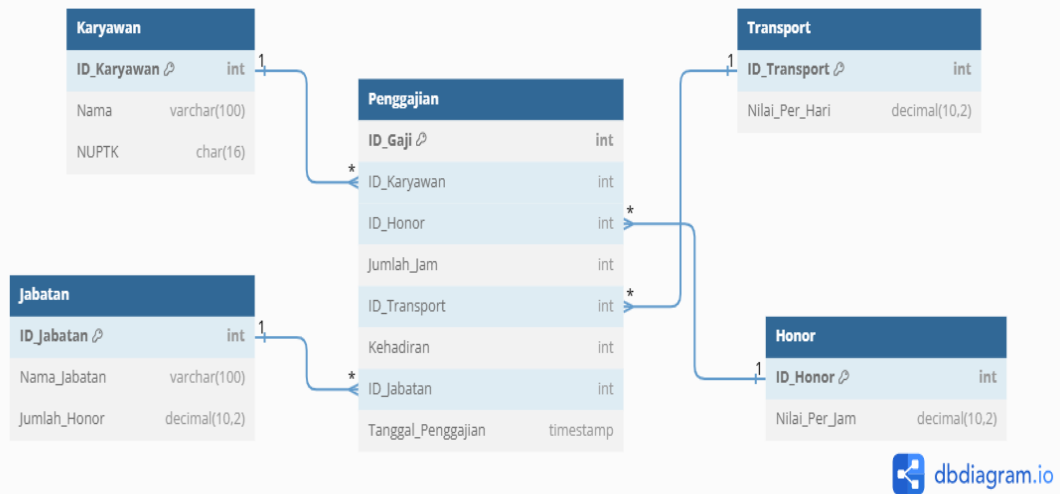 Karyawan
ID_Karyawan int
Nama varchar(100)
NUPTK char(16)
1
*
Jabatan
ID_Jabatan int
Nama_Jabatan varchar(100)
Jumlah_Honor decimal(10,2)
1
*
Penggajian
ID_Gaji int
ID_Karyawan int
ID_Honor int
Jumlah_Jam int
ID_Transport int
Kehadiran int
ID_Jabatan int
Tanggal_Penggajian timestamp
*
*
Transport
1
ID_Transport int
Nilai_Per_Hari decimal(10,2)
Honor
1
ID_Honor int
Nilai_Per_Jam decimal(10,2)
dbdiagram.io